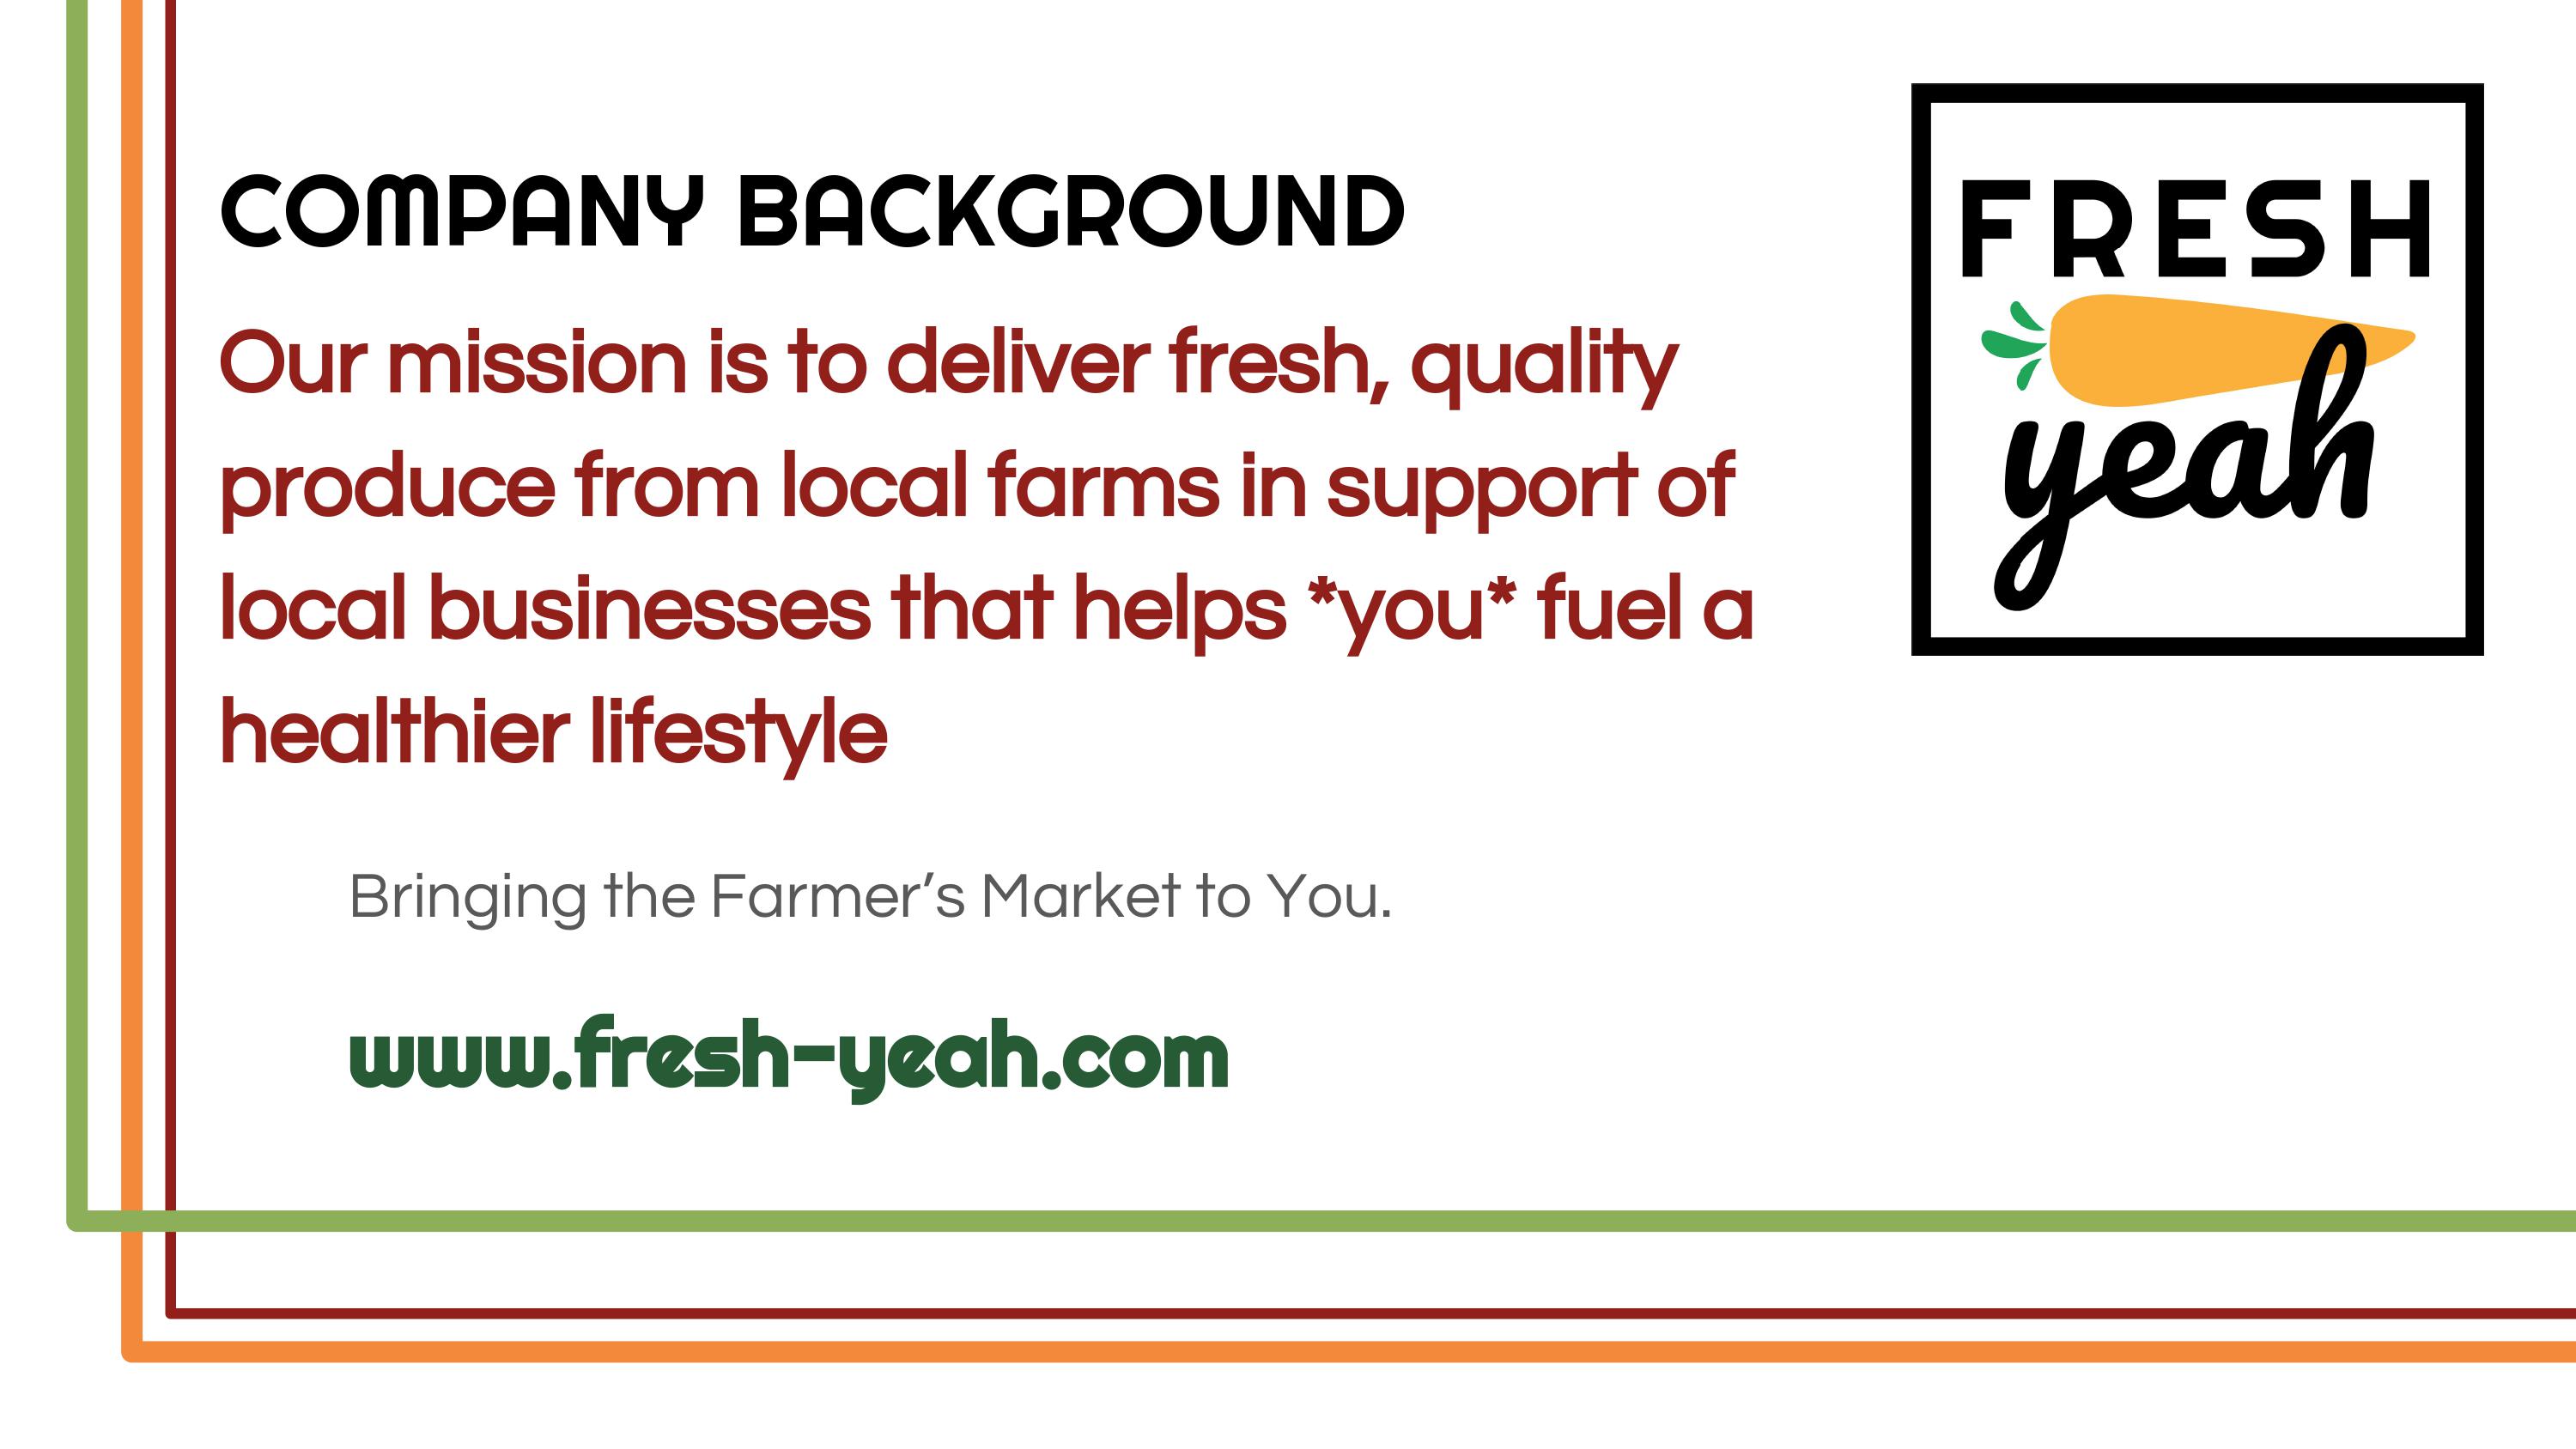 COMPANY BACKGROUND
Our mission is to deliver fresh, quality
produce from local farms in support of
local businesses that helps *you* fuel a
healthier lifestyle
Bringing the Farmer’s Market to You.
www.fresh-yeah.com
FRESH
yeah